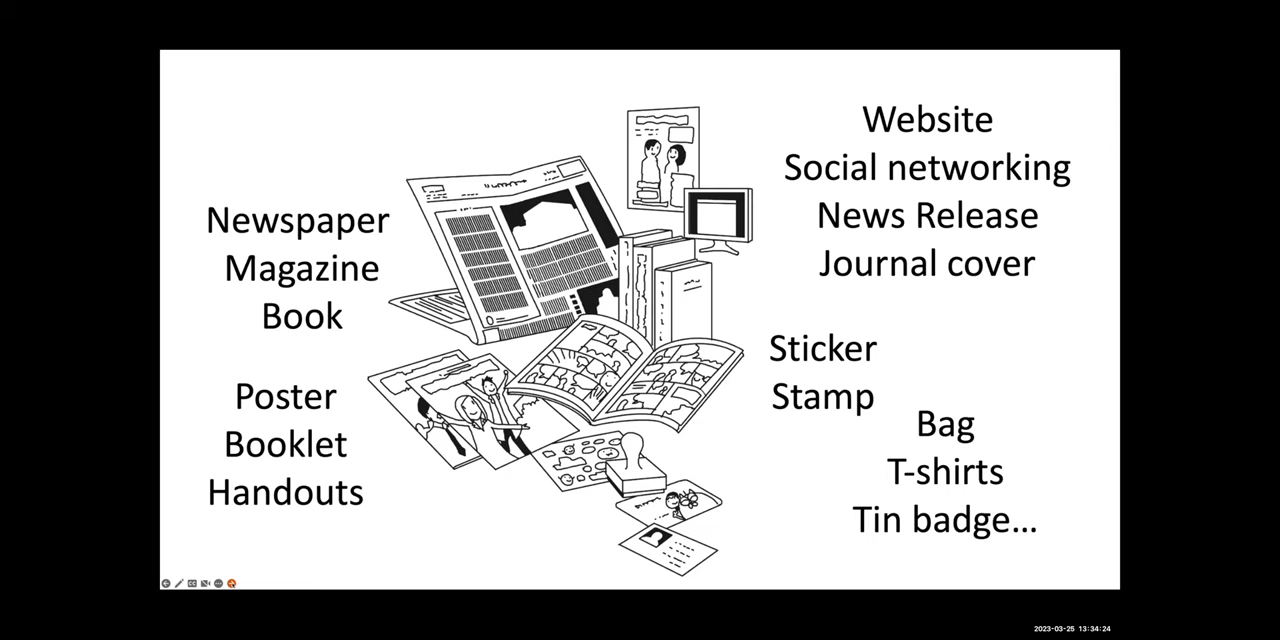 Newspaper
Magazine
Book
Poster
Booklet
Handouts
Website
Social networking
News Release
Journal cover
Sticker
Stamp
Bag
T-shirts
Tin badge...
2023-03-25 13:34:24